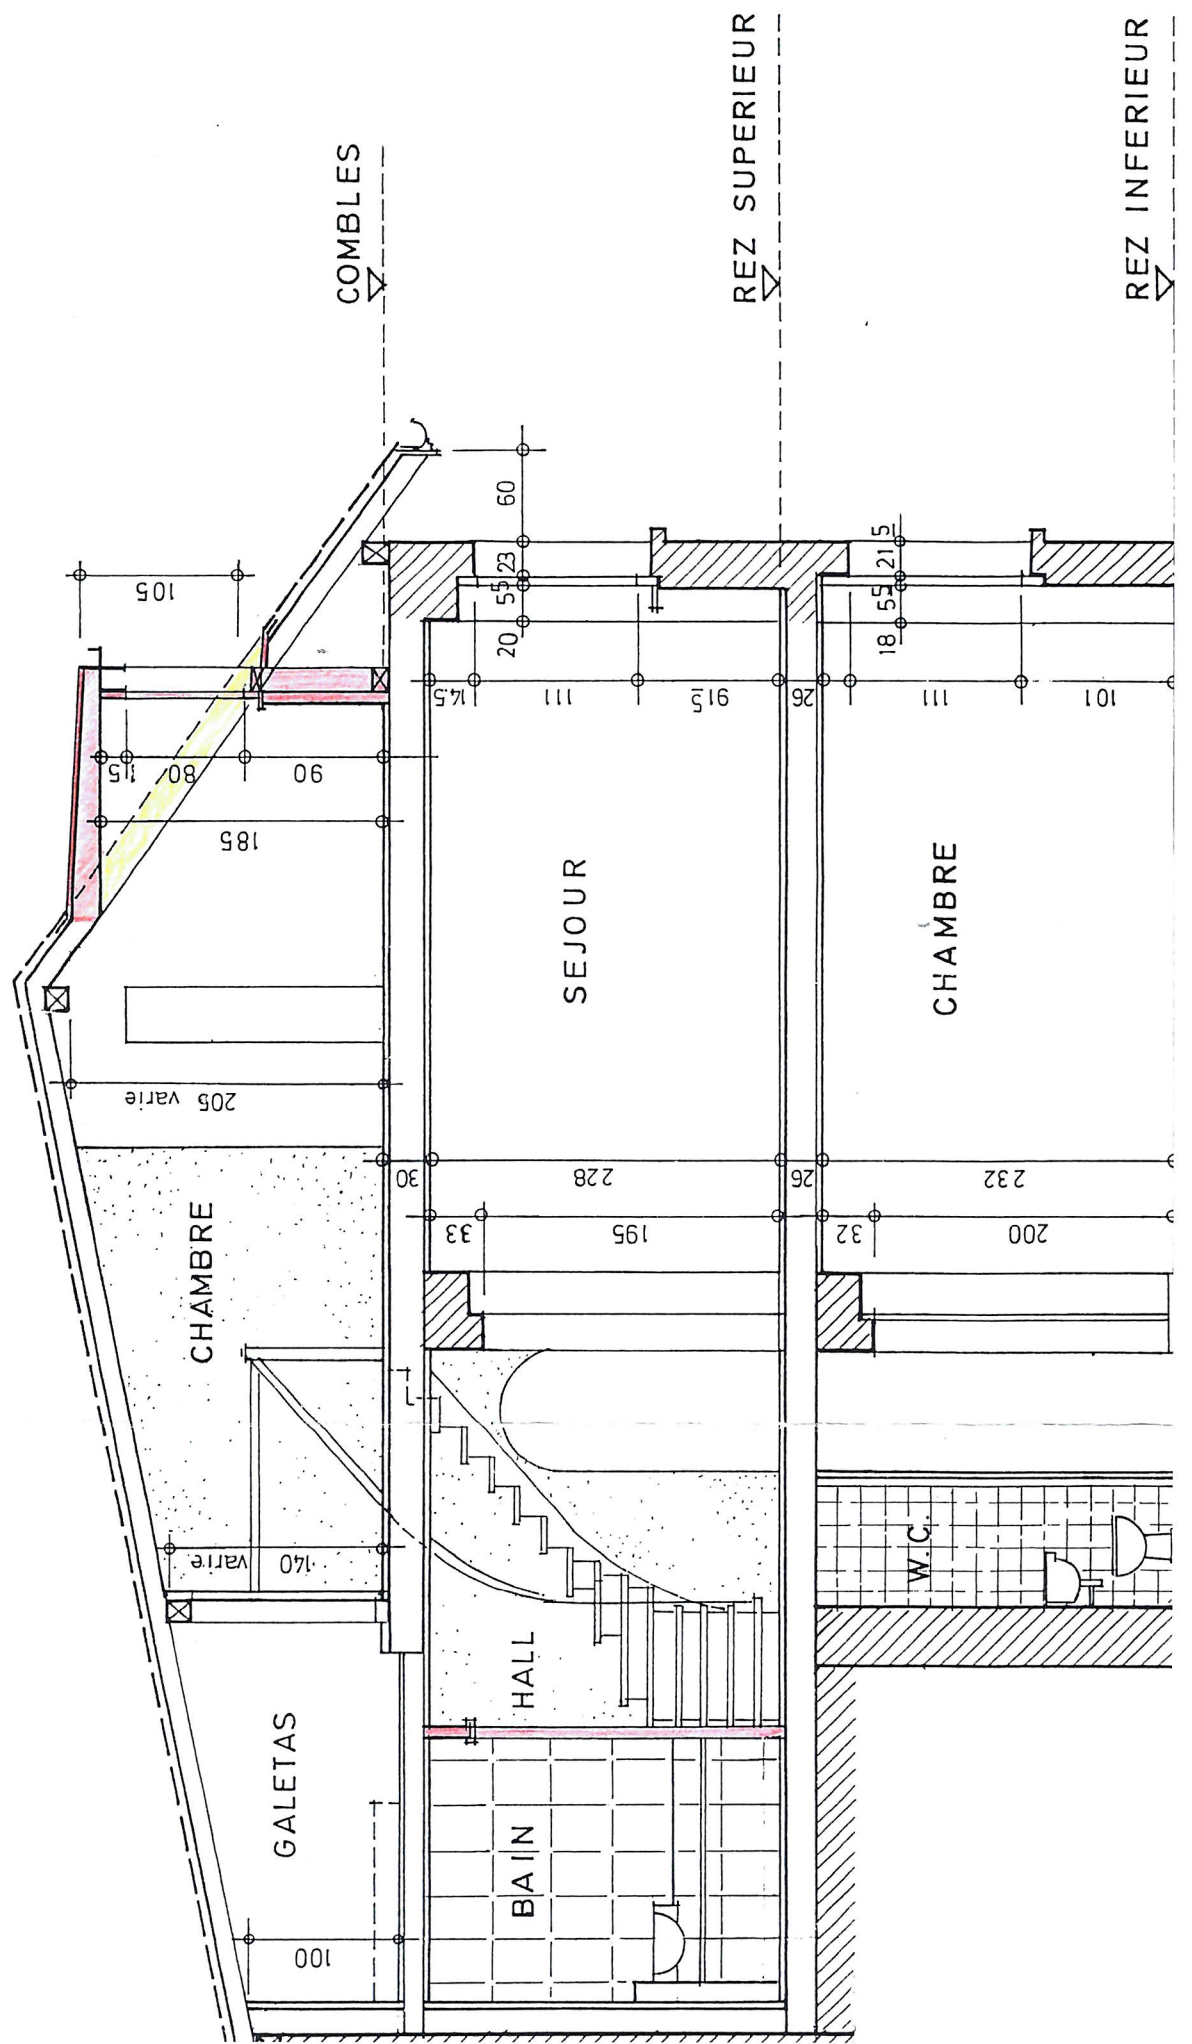 COMBLES
REZ SUPERIEUR
REZ INFERIEUR
105
15
80
90
185
205 varie
CHAMBRE
140 varie
GALETAS
100
60
23
55
20
14.5
111
91.5
26
SEJOUR
30
228
26
33
195
HALL
BAIN
5
21
55
18
111
101
CHAMBRE
232
32
200
W.C.